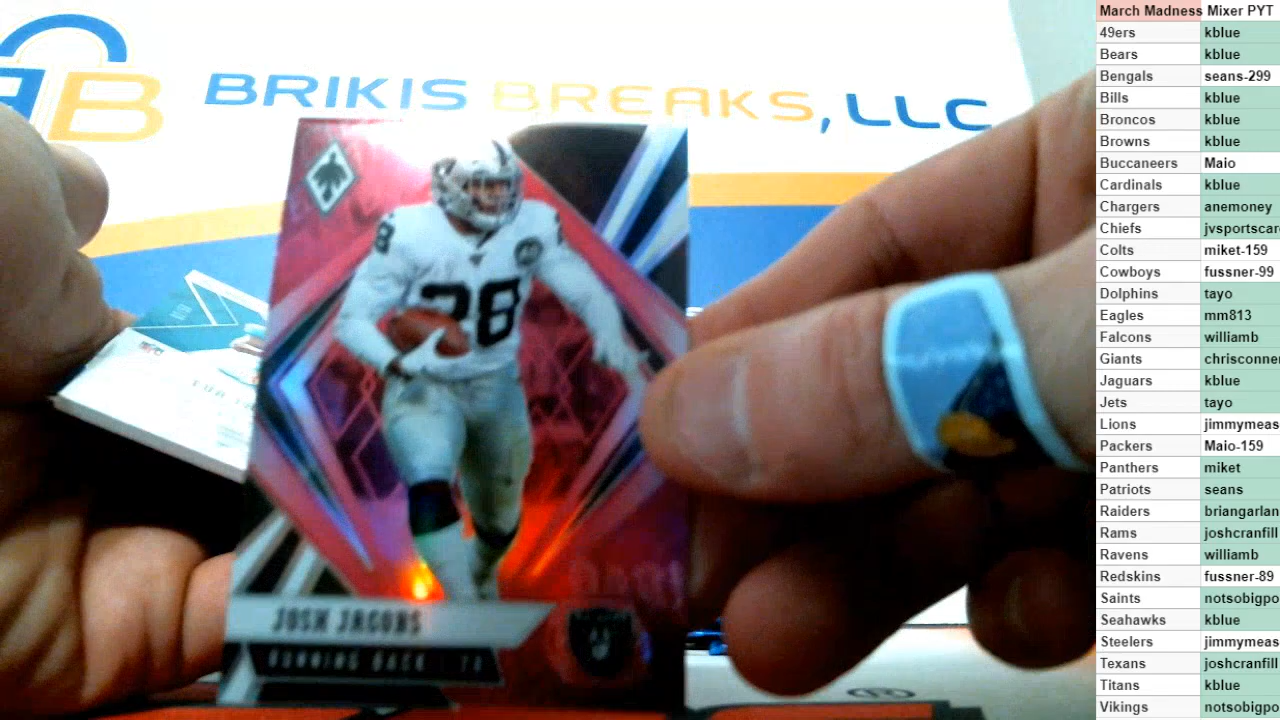 BRIKIS BREAKS, LLC
28
JOSH JACOBS
RUNNING BACK 28
March Madness Mixer PYT
49ers kblue
Bears kblue
Bengals seans-299
Bills kblue
Broncos kblue
Browns kblue
Buccaneers Maio
Cardinals kblue
Chargers anemoney
Chiefs jvsportscar
Colts miket-159
Cowboys fussner-99
Dolphins tayo
Eagles mm813
Falcons williamb
Giants chrisconner
Jaguars kblue
Jets tayo
Lions jimmymeas
Packers Maio-159
Panthers miket
Patriots seans
Raiders briangarlan
Rams joshcranfill
Ravens williamb
Redskins fussner-89
Saints notsobigpo
Seahawks kblue
Steelers jimmymeas
Texans joshcranfill
Titans kblue
Vikings notsobigpo